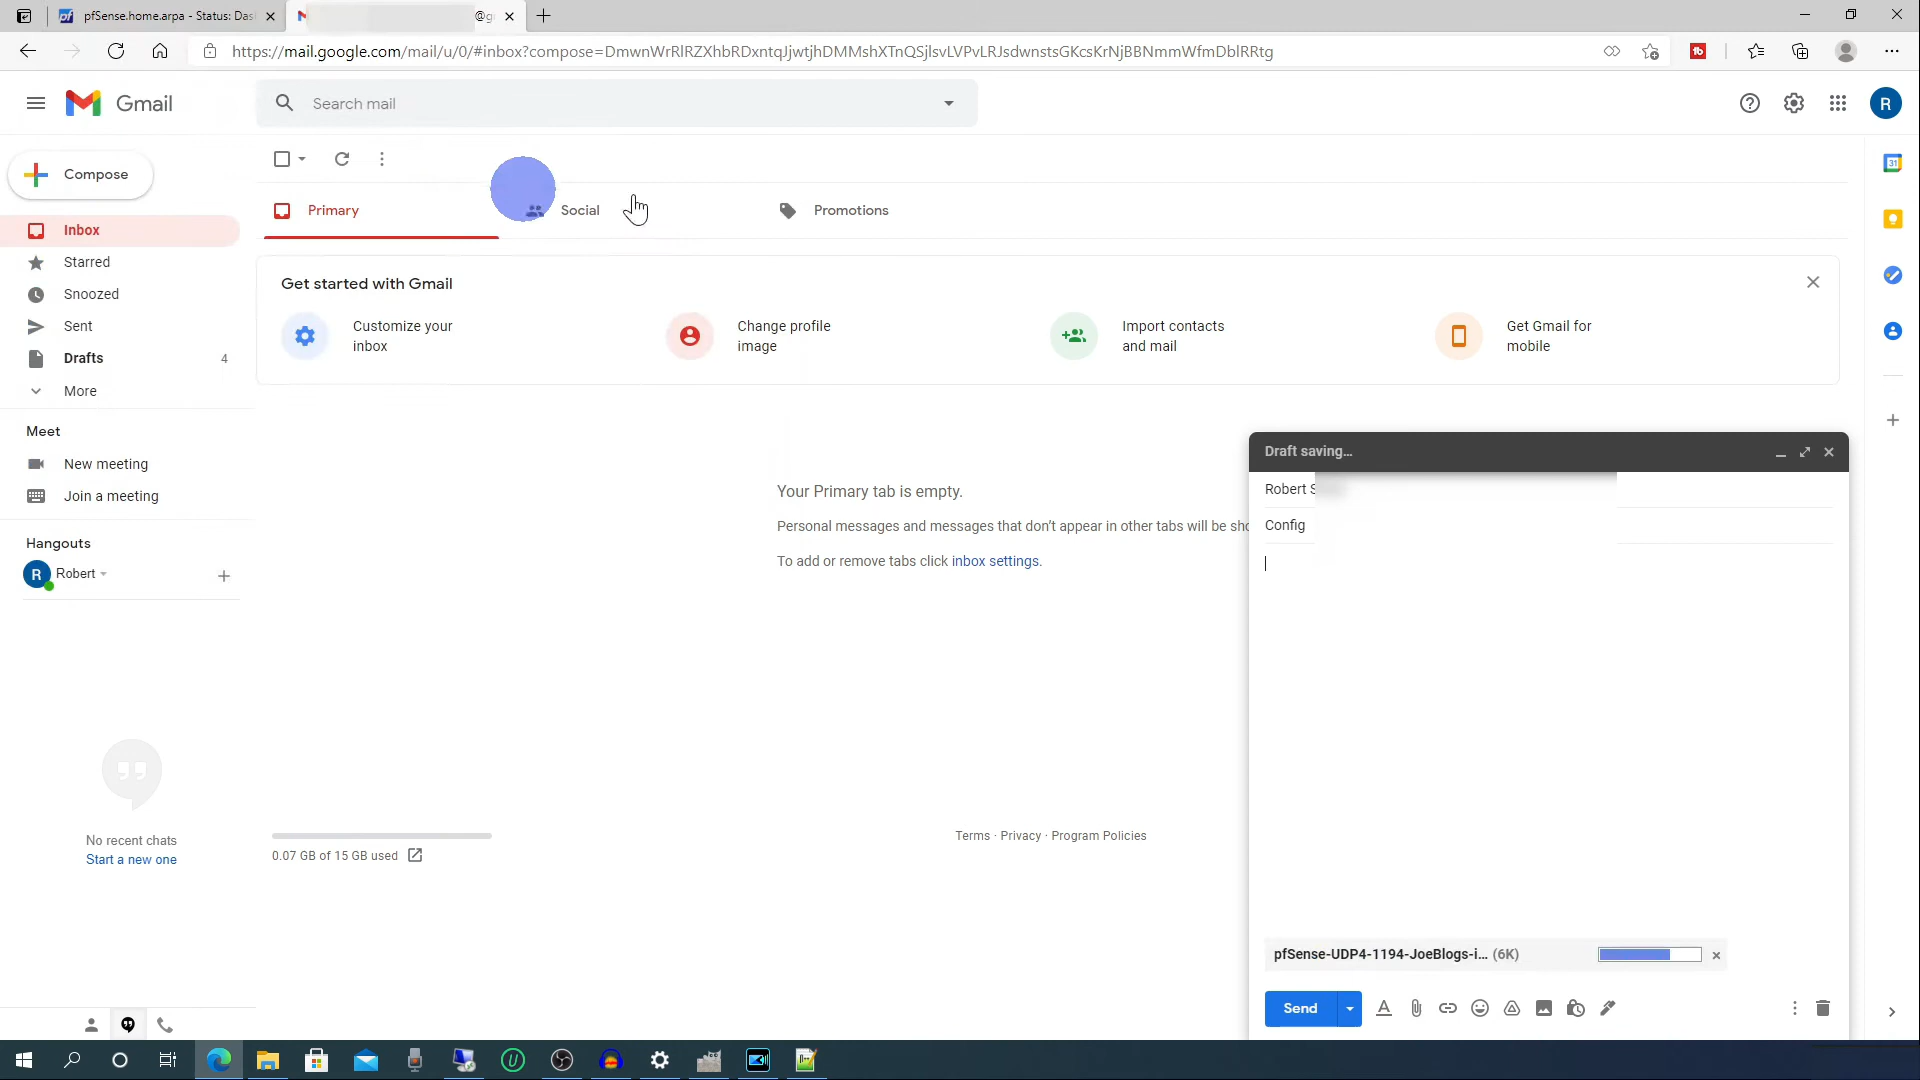 pfSense.home.arpa - Status: Das
@g
https://mail.google.com/mail/u/0/#inbox?compose=DmwnWrRlRZXhbRDxntqJjwtjhDMMshXTnQSjlsvLVPvLRJsdwnstsGKcsKrNjBBNmmWfmDblRRtg
Gmail
Search mail
R
Compose
Primary
Social
Promotions
31
Inbox
Starred
Snoozed
Sent
Drafts
4
More
Get started with Gmail
Customize your
inbox
Change profile
image
Import contacts
and mail
Get Gmail for
mobile
Meet
New meeting
Join a meeting
Your Primary tab is empty.
Personal messages and messages that don't appear in other tabs will be sho
To add or remove tabs click inbox settings.
Draft saving...
Robert S
Config
Hangouts
R
Robert
No recent chats
Start a new one
0.07 GB of 15 GB used
Terms · Privacy · Program Policies
pfSense-UDP4-1194-JoeBlogs-i... (6K)
Send